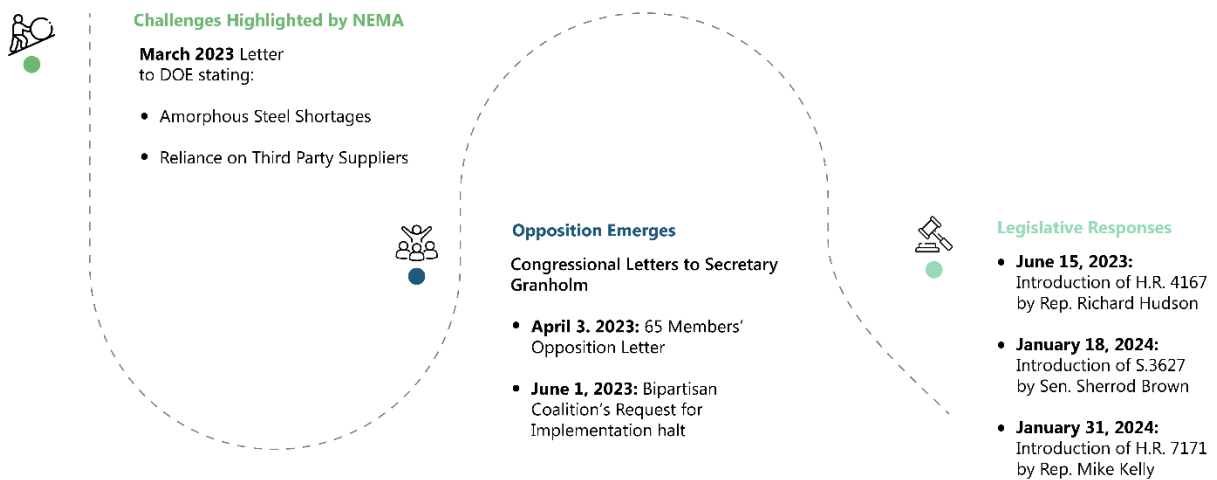 Challenges Highlighted by NEMA
March 2023 Letter
to DOE stating:
• Amorphous Steel Shortages
• Reliance on Third Party Suppliers
Opposition Emerges
Congressional Letters to Secretary
Granholm
• April 3. 2023: 65 Members’
Opposition Letter
• June 1, 2023: Bipartisan
Coalition’s Request for
Implementation halt
Legislative Responses
• June 15, 2023:
Introduction of H.R. 4167
by Rep. Richard Hudson
• January 18, 2024:
Introduction of S.3627
by Sen. Sherrod Brown
• January 31, 2024:
Introduction of H.R. 7171
by Rep. Mike Kelly